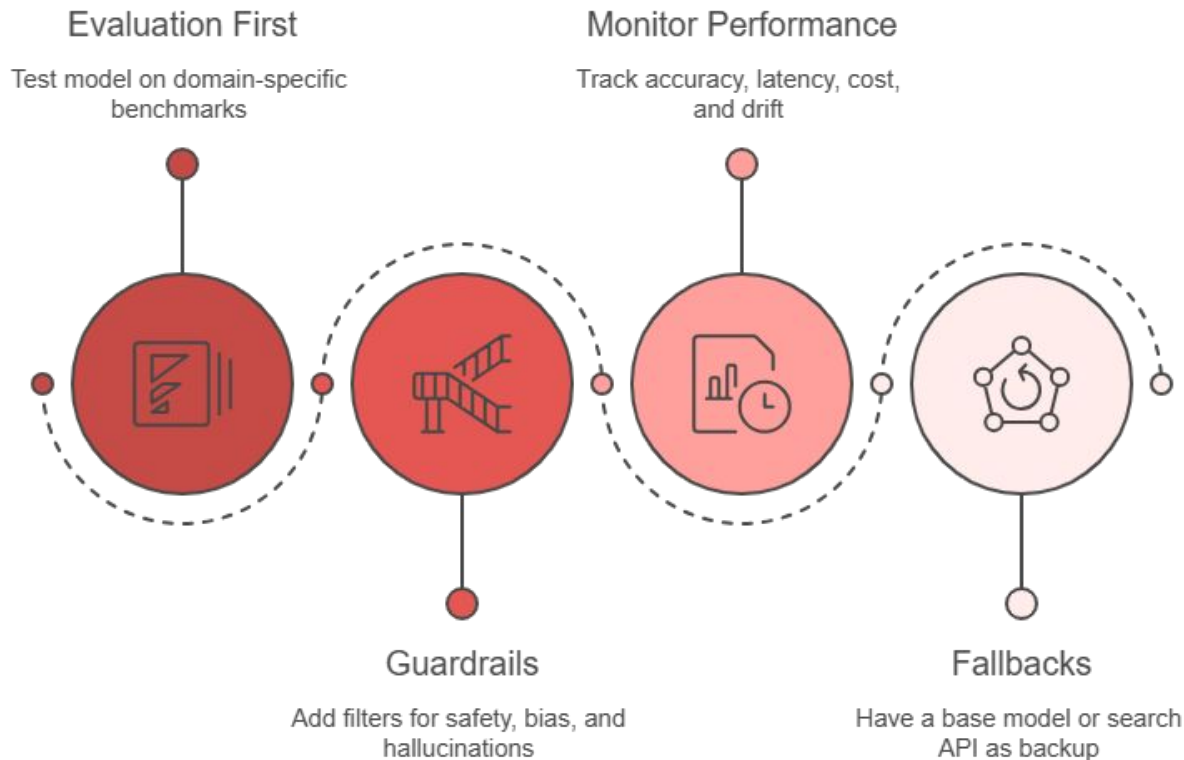 Evaluation First
Test model on domain-specific
benchmarks
Guardrails
Add filters for safety, bias, and
hallucinations
Monitor Performance
Track accuracy, latency, cost,
and drift
Fallbacks
Have a base model or search
API as backup